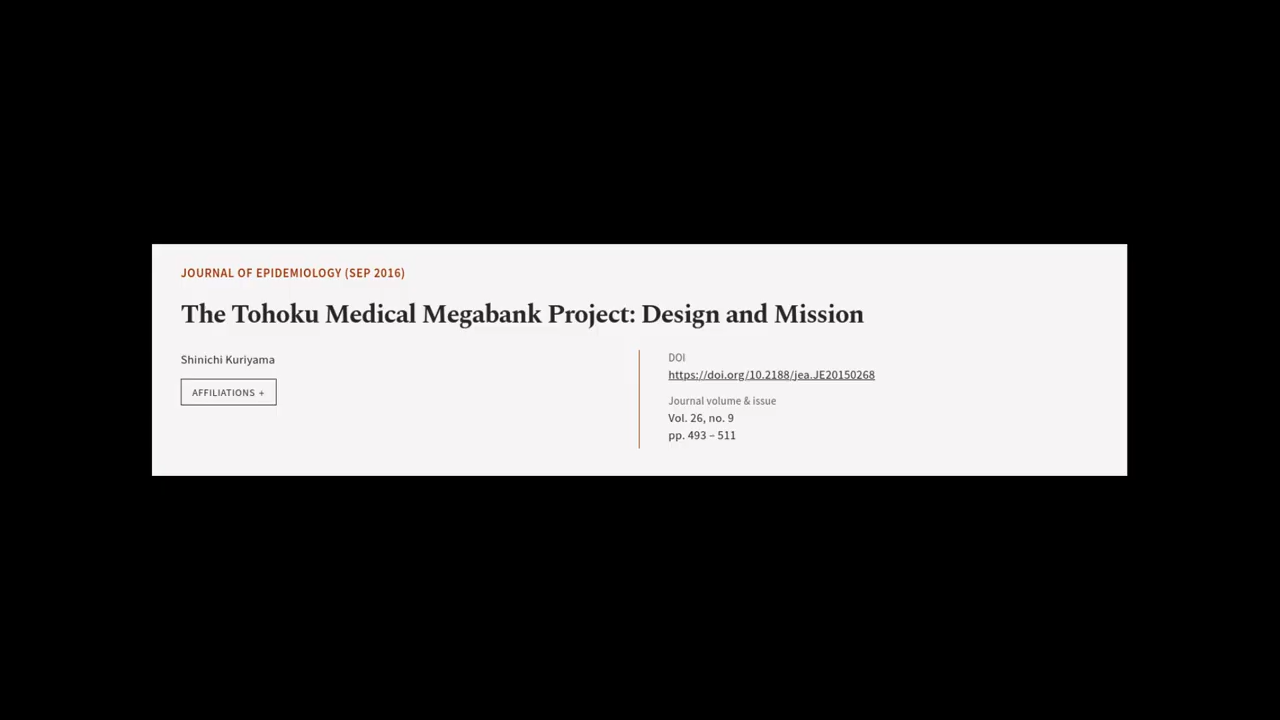 JOURNAL OF EPIDEMIOLOGY (SEP 2016)
The Tohoku Medical Megabank Project: Design and Mission
Shinichi Kuriyama
AFFILIATIONS +
DOI
https://doi.org/10.2188/jea.JE20150268
Journal volume & issue
Vol. 26, no. 9
pp. 493 – 511